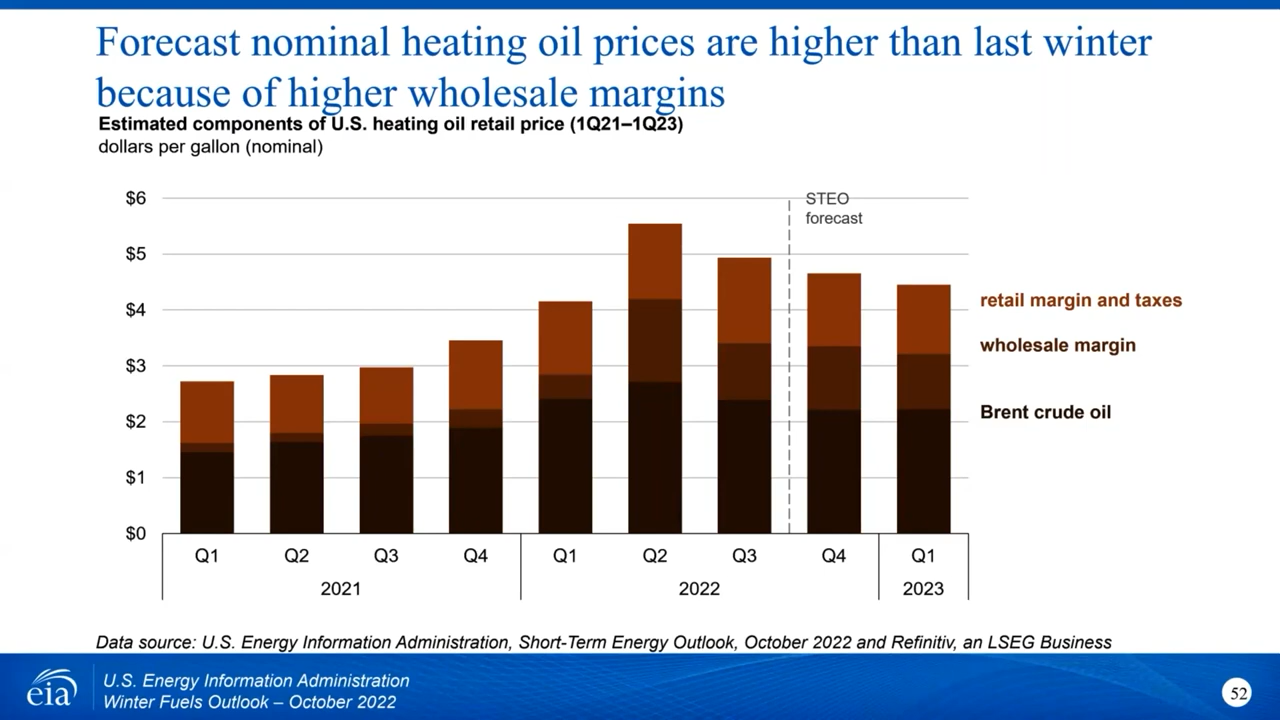 Forecast nominal heating oil prices are higher than last winter
because of higher wholesale margins
Estimated components of U.S. heating oil retail price (1Q21–1Q23)
dollars per gallon (nominal)
$6
$5
$4
$3
$2
$1
$0
STEO
forecast
retail margin and taxes
wholesale margin
Brent crude oil
Q1 Q2 Q3 Q4 Q1 Q2 Q3 Q4 Q1
2021 2022 2023
Data source: U.S. Energy Information Administration, Short-Term Energy Outlook, October 2022 and Refinitiv, an LSEG Business
eia
U.S. Energy Information Administration
Winter Fuels Outlook – October 2022
52